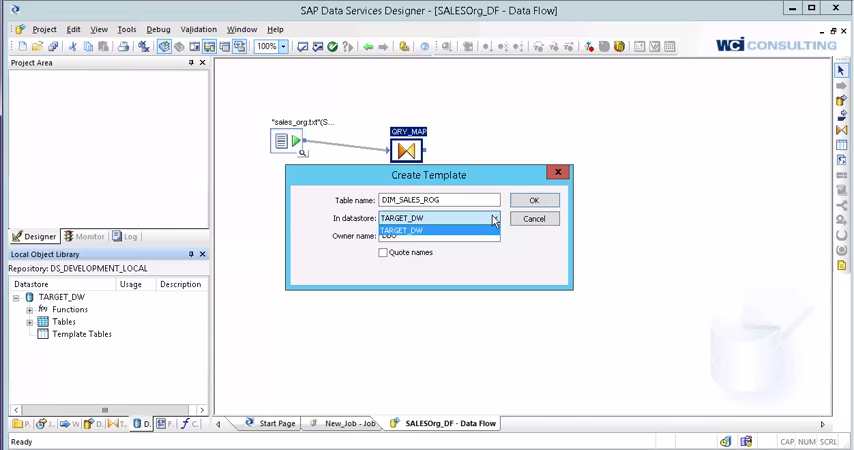 SAP Data Services Designer - [SALESOrg_DF - Data Flow]
Project Edit View Tools Debug Validation Window Help
100%
WCI CONSULTING
Project Area
"sales_org.txt"(S...
QRY_MAP
Create Template
Table name: DIM_SALES_ROG OK
In datastore: TARGET_DW Cancel
TARGET_DW
Owner name:
Quote names
Designer Monitor Log
Local Object Library
Repository: DS_DEVELOPMENT_LOCAL
Datastore Usage Description
TARGET_DW
f(x) Functions
Tables
Template Tables
P. J.. W D. D. F. C.
Start Page New_Job - Job SALESOrg_DF - Data Flow
Ready CAP NUM SCRL